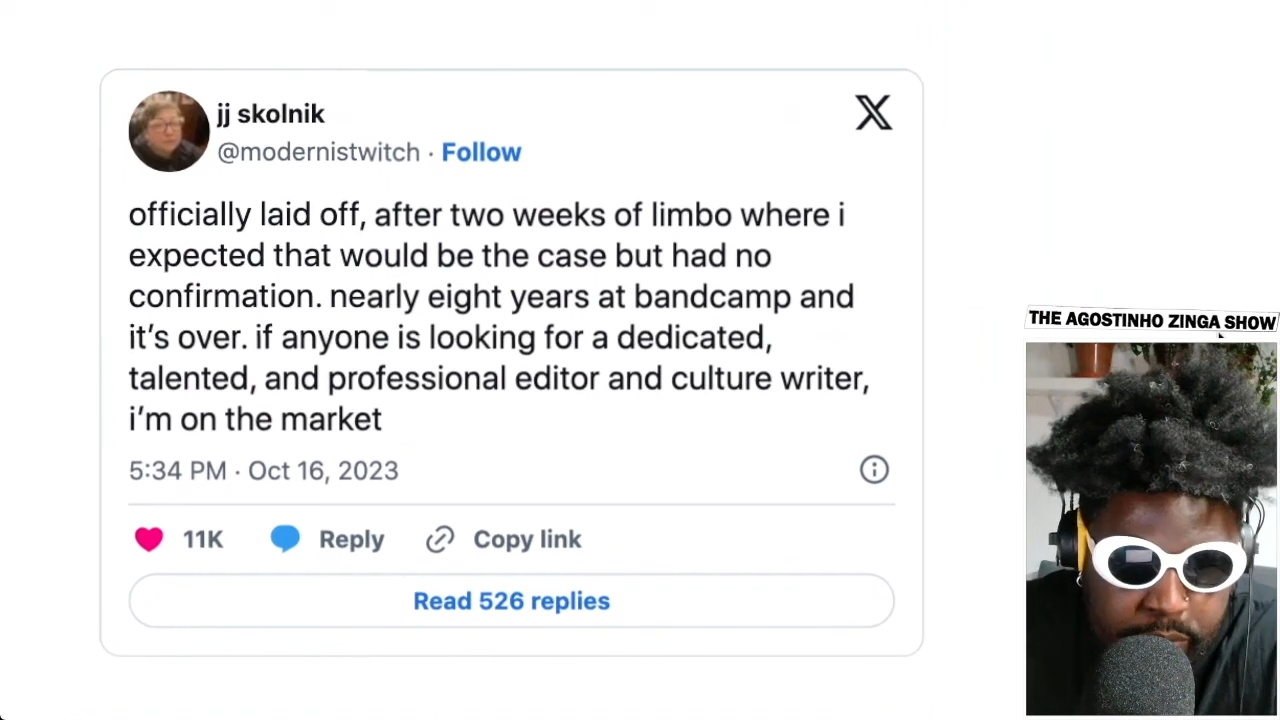 jj skolnik
@modernistwitch · Follow
officially laid off, after two weeks of limbo where i
expected that would be the case but had no
confirmation. nearly eight years at bandcamp and
it's over. if anyone is looking for a dedicated,
talented, and professional editor and culture writer,
i'm on the market
5:34 PM · Oct 16, 2023
11K Reply Copy link
Read 526 replies
THE AGOSTINHO ZINGA SHOW